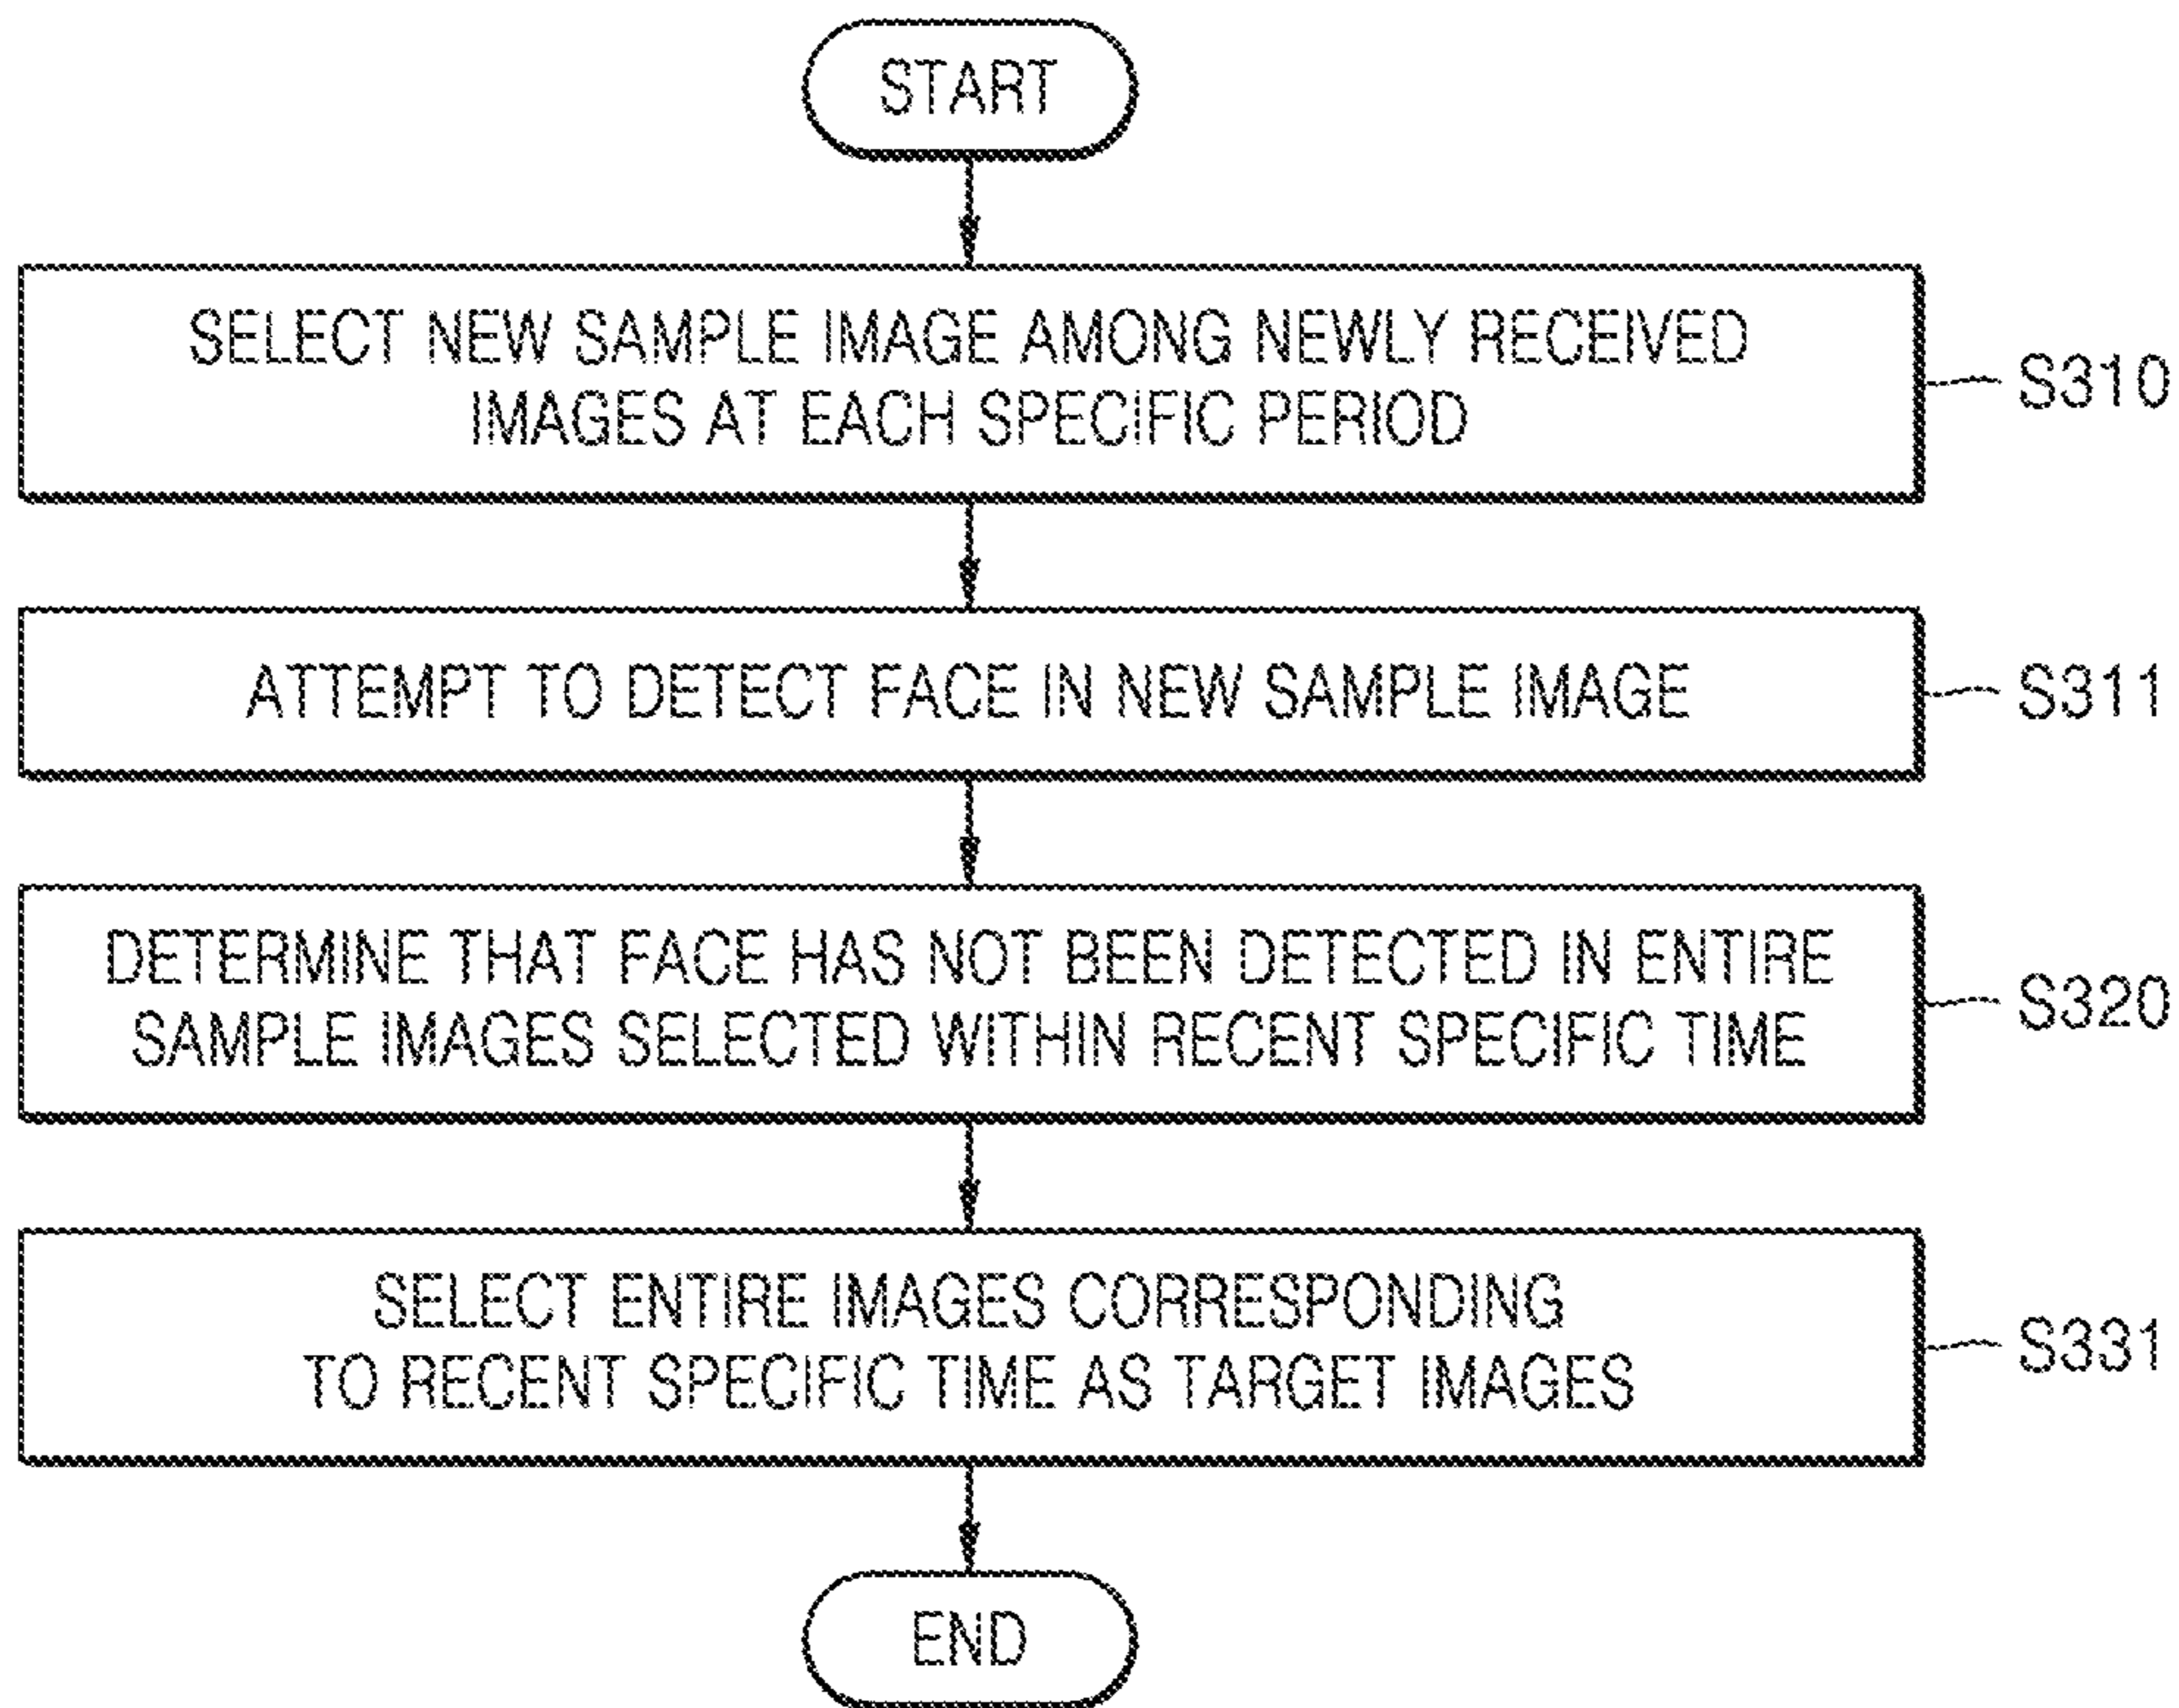 START
SELECT NEW SAMPLE IMAGE AMONG NEWLY RECEIVED
IMAGES AT EACH SPECIFIC PERIOD
S310
ATTEMPT TO DETECT FACE IN NEW SAMPLE IMAGE
S311
DETERMINE THAT FACE HAS NOT BEEN DETECTED IN ENTIRE
SAMPLE IMAGES SELECTED WITHIN RECENT SPECIFIC TIME
S320
SELECT ENTIRE IMAGES CORRESPONDING
TO RECENT SPECIFIC TIME AS TARGET IMAGES
S331
END